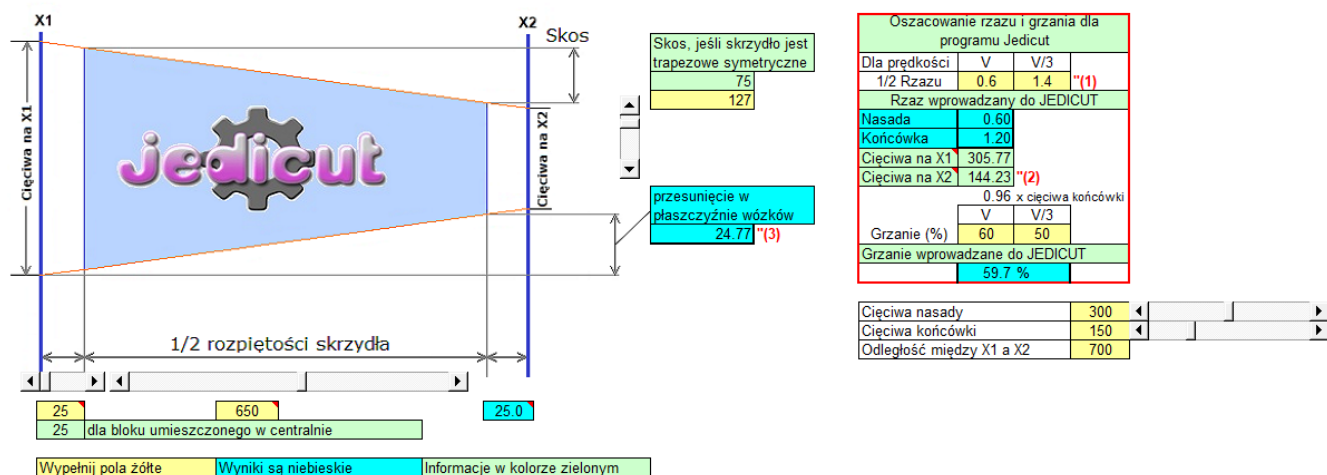 X1
X2
Skos
Cięciwa na X1
jedicut
Cięciwa na X2
1/2 rozpiętości skrzydła
25
650
25.0
25 dla bloku umieszczonego w centralnie
Wypełnij pola żółte
Wyniki są niebieskie
Informacje w kolorze zielonym
Skos, jeśli skrzydło jest
trapezowe symetryczne
75
127
przesunięcie w
płaszczyźnie wózków
24.77 "(3)
Oszacowanie rzazu i grzania dla
programu Jedicut
Dla prędkości V V/3
1/2 Rzazu 0.6 1.4 "(1)
Rzaz wprowadzany do JEDICUT
Nasada 0.60
Końcówka 1.20
Cięciwa na X1 305.77
Cięciwa na X2 144.23 "(2)
0.96 x cięciwa końcówki
V V/3
Grzanie (%) 60 50
Grzanie wprowadzane do JEDICUT
59.7 %
Cięciwa nasady 300
Cięciwa końcówki 150
Odległość między X1 a X2 700